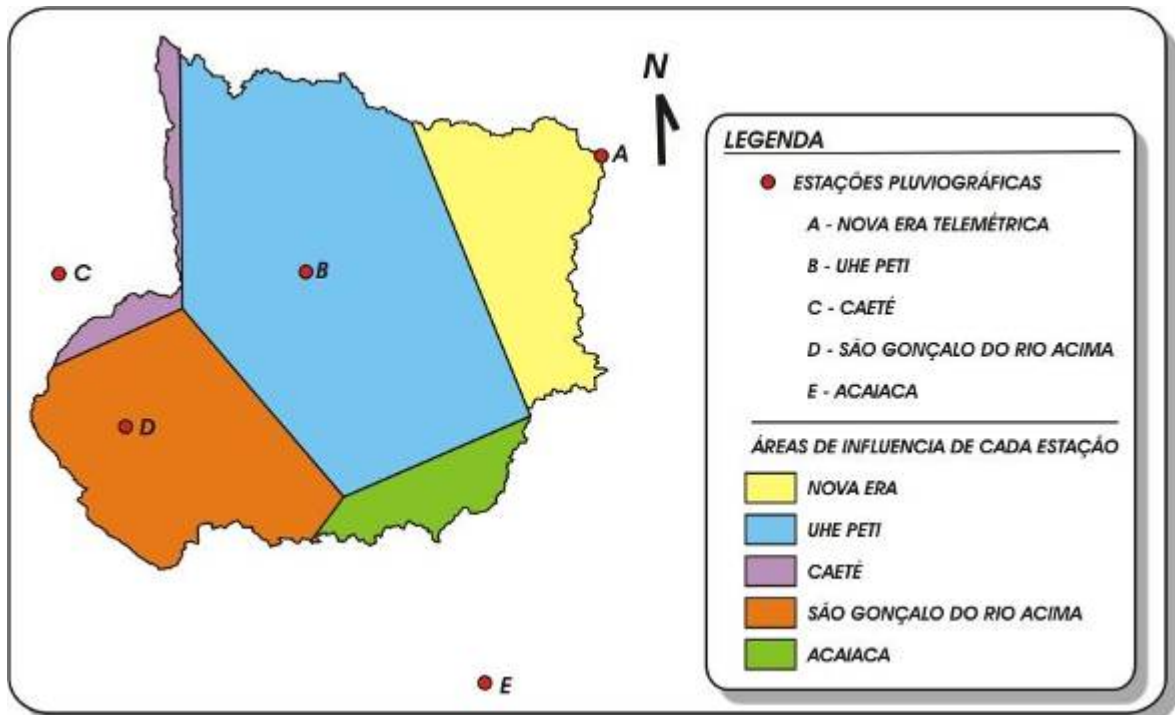 N
A
B
C
D
E
LEGENDA
ESTAÇÕES PLUVIOGRÁFICAS
A - NOVA ERA TELEMÉTRICA
B - UHE PETI
C - CAETÉ
D - SÃO GONÇALO DO RIO ACIMA
E - ACAIACA
ÁREAS DE INFLUENCIA DE CADA ESTAÇÃO
NOVA ERA
UHE PETI
CAETÉ
SÃO GONÇALO DO RIO ACIMA
ACAIACA